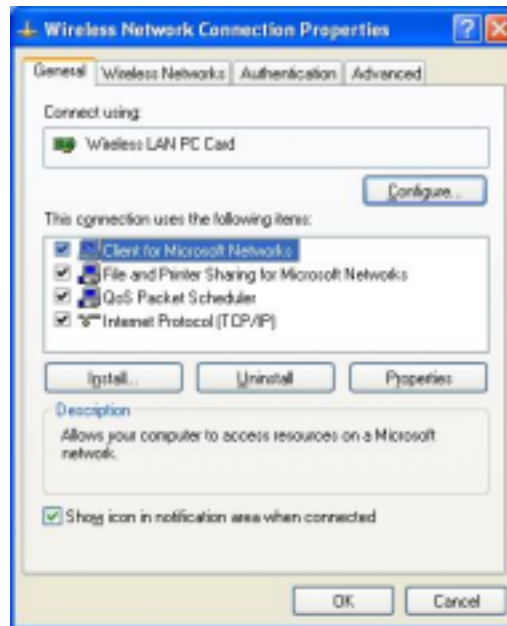 Wireless Network Connection Properties
General Wireless Networks Authentication Advanced
Connect using:
Wireless LAN PC Card
Configure...
This connection uses the following items:
Client for Microsoft Networks
File and Printer Sharing for Microsoft Networks
QoS Packet Scheduler
Internet Protocol (TCP/IP)
Install... Uninstall Properties
Description
Allows your computer to access resources on a Microsoft
network.
Show icon in notification area when connected
OK Cancel